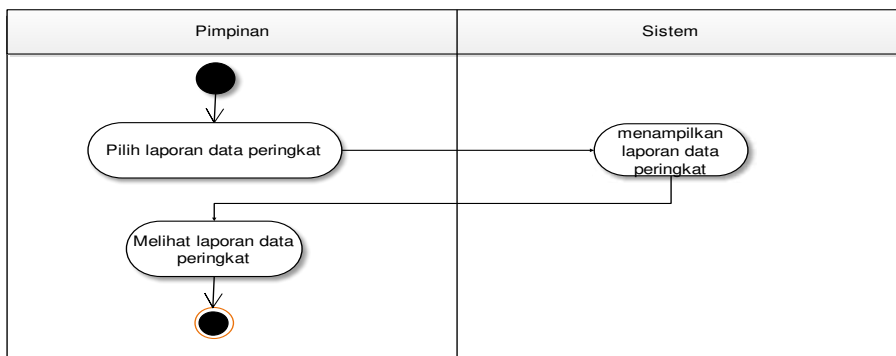 Pimpinan
Sistem
Pilih laporan data peringkat
menampilkan
laporan data
peringkat
Melihat laporan data
peringkat